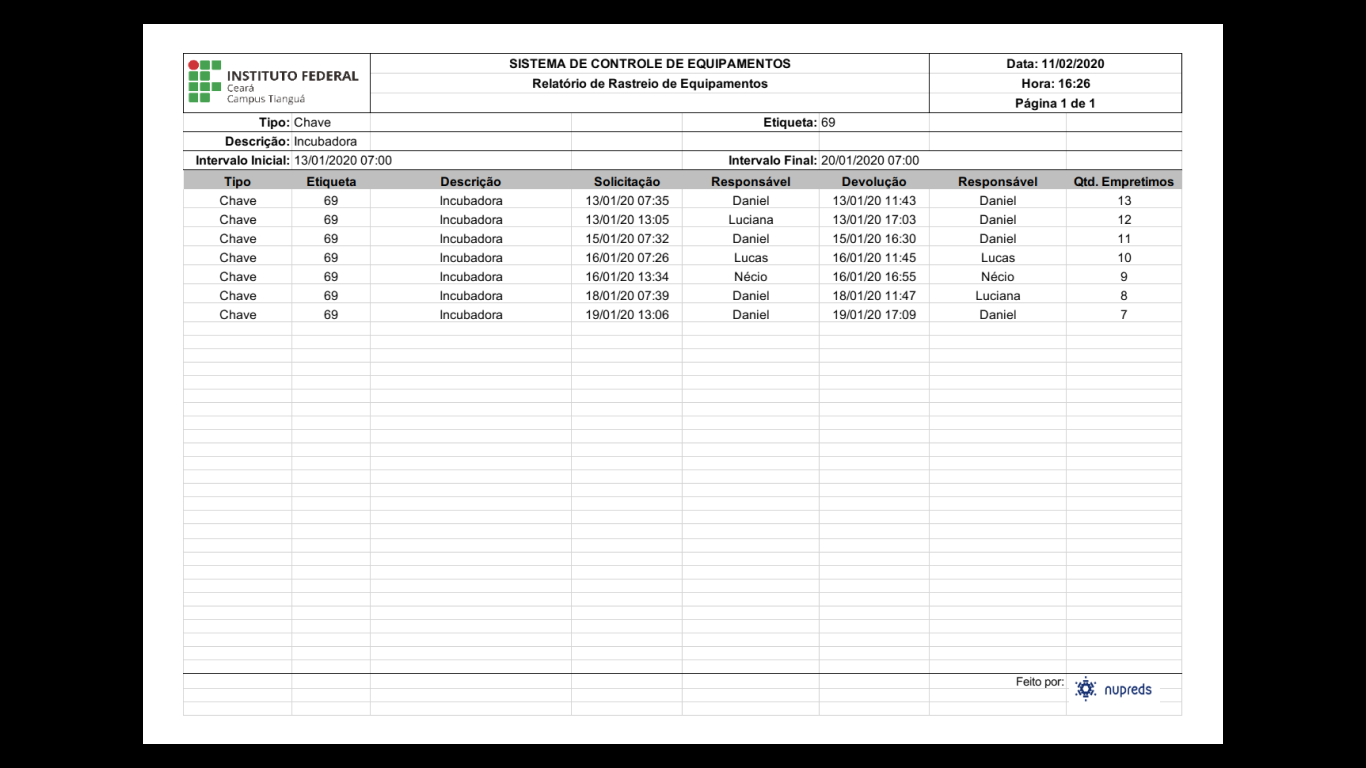 INSTITUTO FEDERAL
Ceará
Campus Tianguá
SISTEMA DE CONTROLE DE EQUIPAMENTOS
Relatório de Rastreio de Equipamentos
Data: 11/02/2020
Hora: 16:26
Página 1 de 1
Tipo: Chave Etiqueta: 69
Descrição: Incubadora
Intervalo Inicial: 13/01/2020 07:00 Intervalo Final: 20/01/2020 07:00
Tipo Etiqueta Descrição Solicitação Responsável Devolução Responsável Qtd. Empretimos
Chave 69 Incubadora 13/01/20 07:35 Daniel 13/01/20 11:43 Daniel 13
Chave 69 Incubadora 13/01/20 13:05 Luciana 13/01/20 17:03 Daniel 12
Chave 69 Incubadora 15/01/20 07:32 Daniel 15/01/20 16:30 Daniel 11
Chave 69 Incubadora 16/01/20 07:26 Lucas 16/01/20 11:45 Lucas 10
Chave 69 Incubadora 16/01/20 13:34 Nécio 16/01/20 16:55 Nécio 9
Chave 69 Incubadora 18/01/20 07:39 Daniel 18/01/20 11:47 Luciana 8
Chave 69 Incubadora 19/01/20 13:06 Daniel 19/01/20 17:09 Daniel 7
Feito por: nupreds